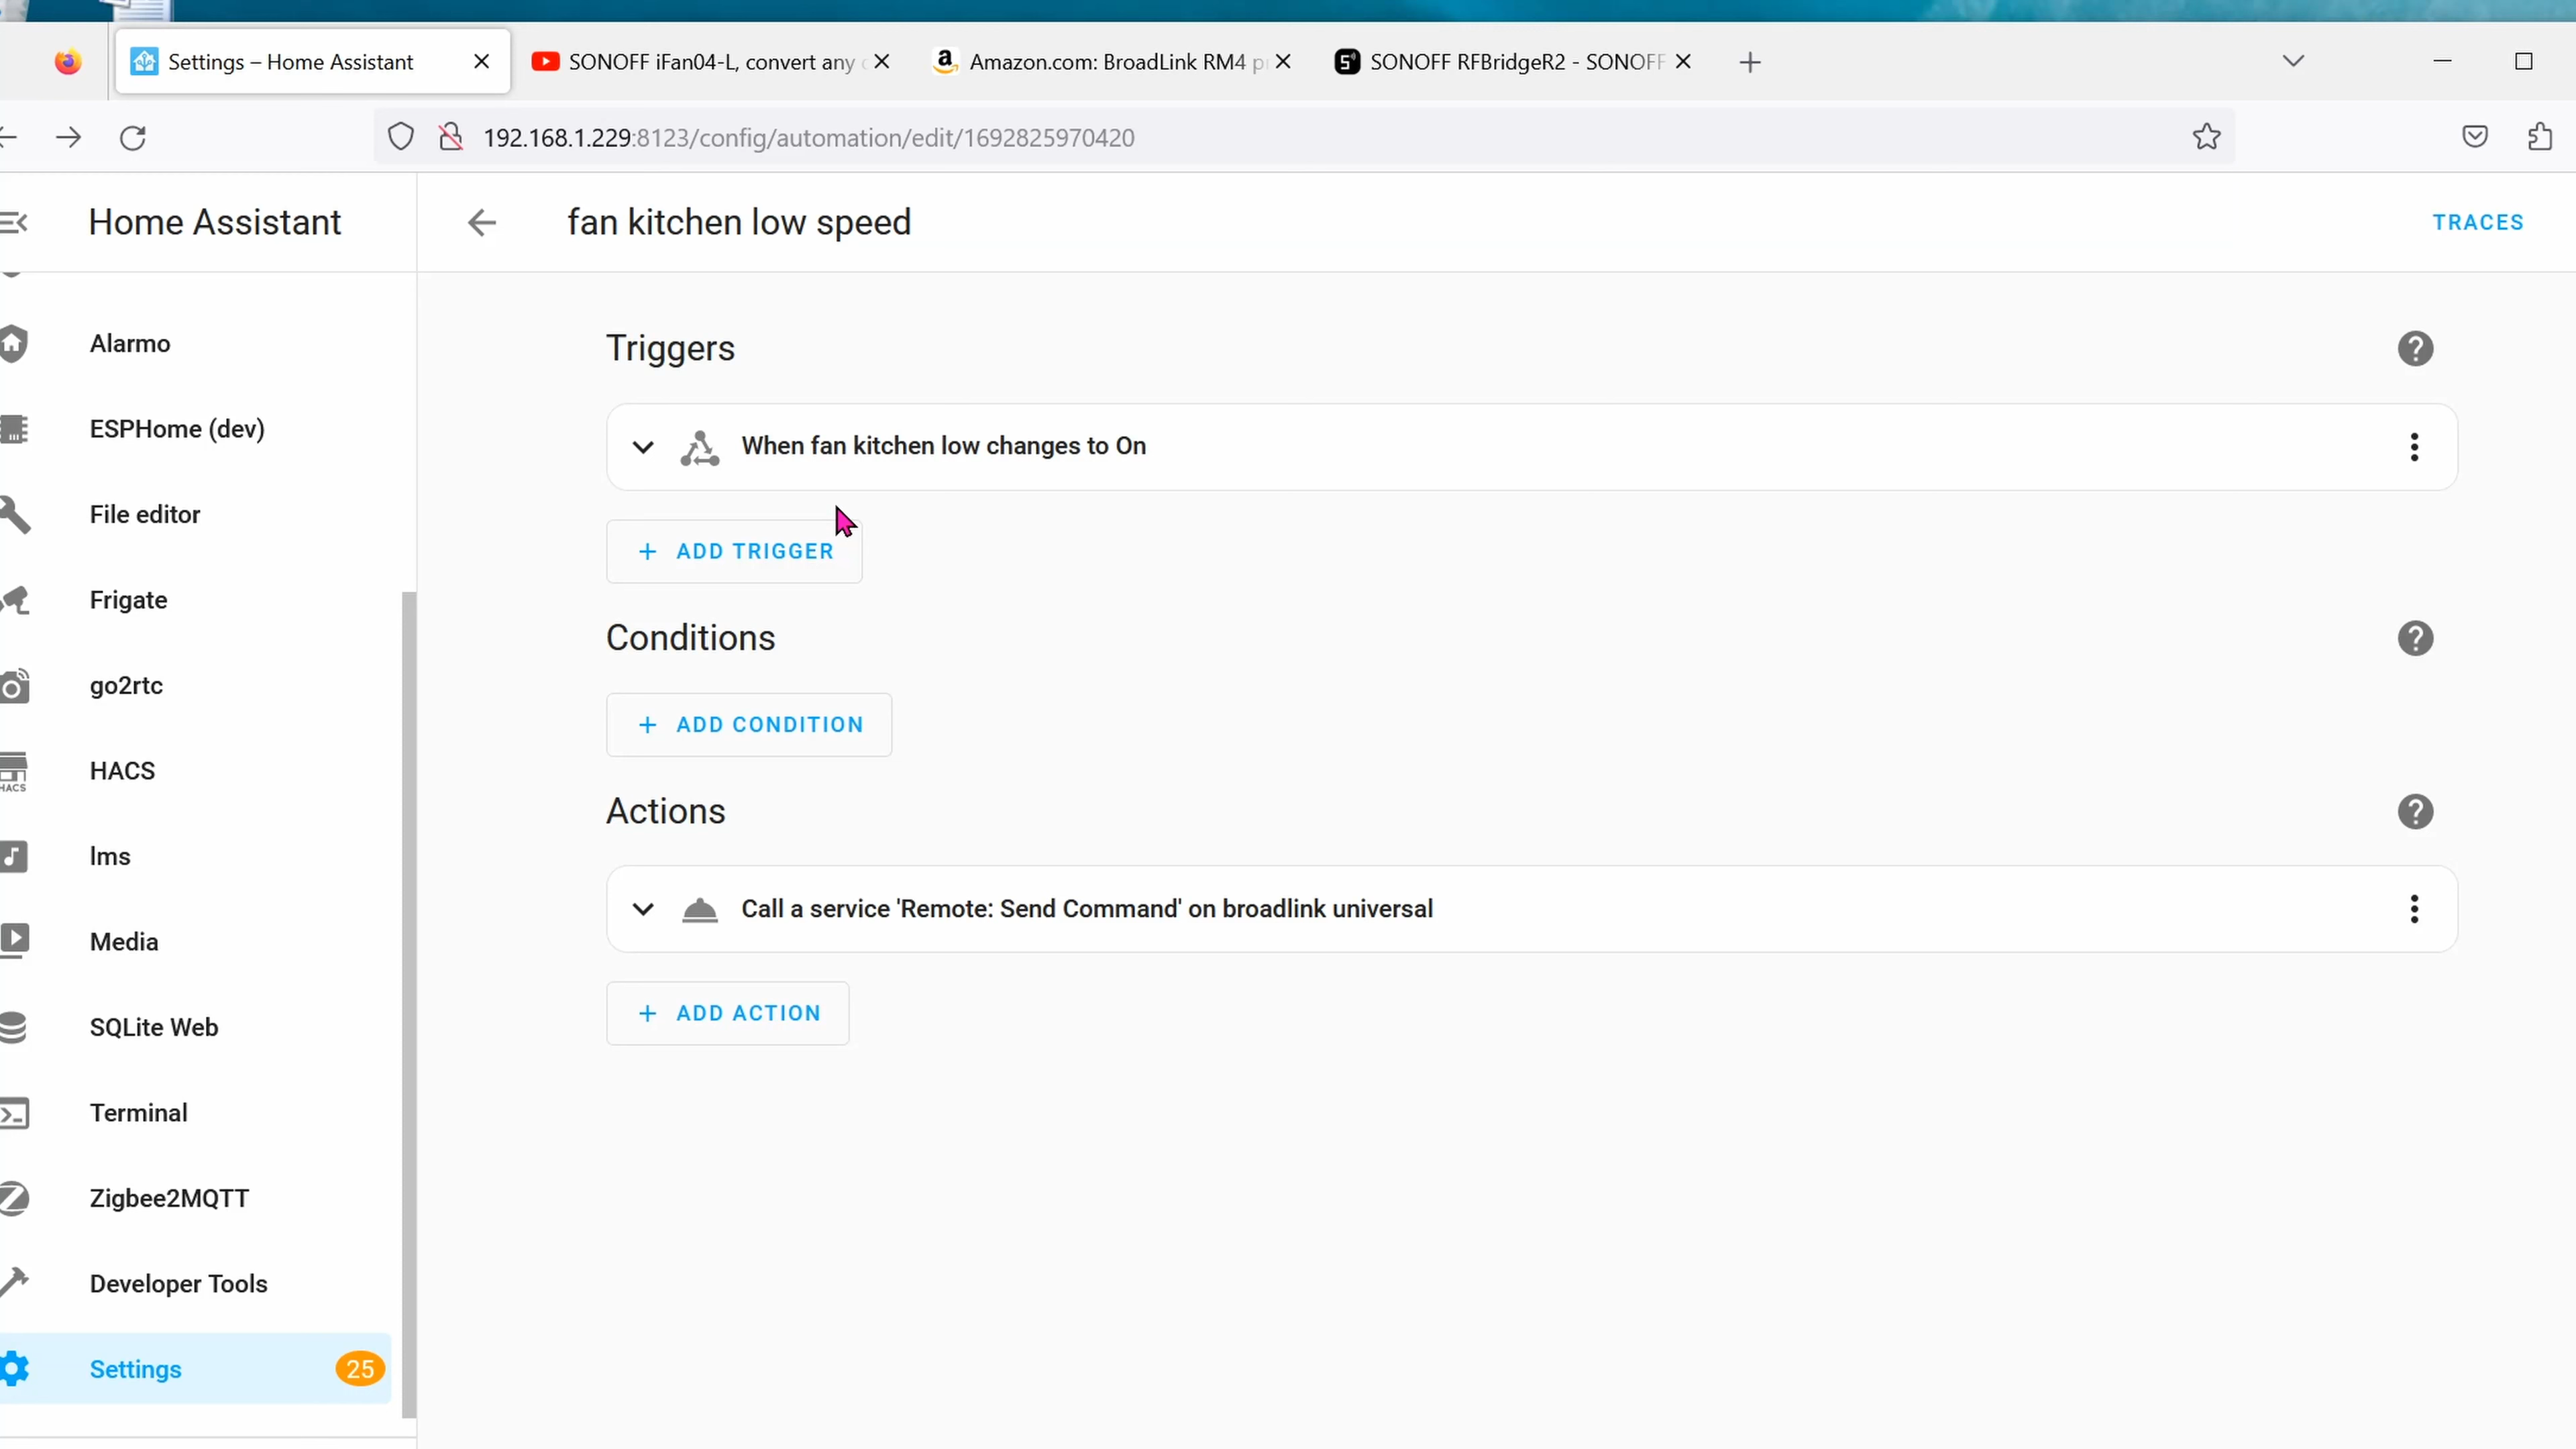 Settings – Home Assistant
SONOFF iFan04-L, convert any
Amazon.com: BroadLink RM4 p
SONOFF RFBridgeR2 - SONOFF
192.168.1.229:8123/config/automation/edit/1692825970420
Home Assistant
fan kitchen low speed
TRACES
Alarmo
ESPHome (dev)
File editor
Frigate
go2rtc
HACS
HACS
lms
Media
SQLite Web
Terminal
Zigbee2MQTT
Developer Tools
Settings
25
Triggers
When fan kitchen low changes to On
+ ADD TRIGGER
Conditions
+ ADD CONDITION
Actions
Call a service 'Remote: Send Command' on broadlink universal
+ ADD ACTION